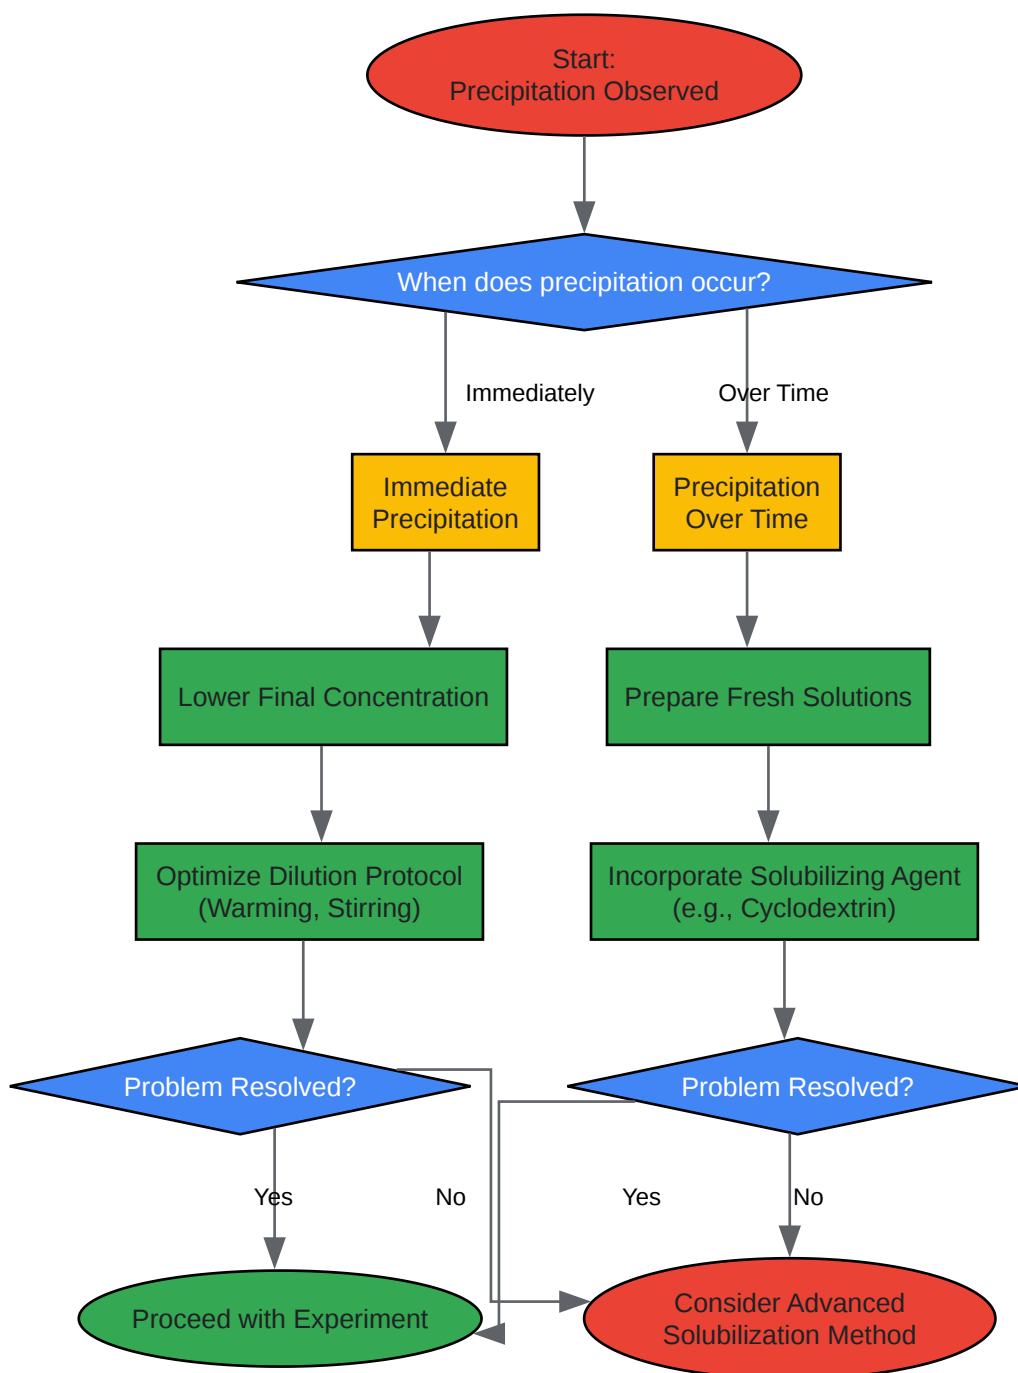 Start:
Precipitation Observed
When does precipitation occur?
Immediately
Over Time
Immediate
Precipitation
Precipitation
Over Time
Lower Final Concentration
Prepare Fresh Solutions
Optimize Dilution Protocol
(Warming, Stirring)
Incorporate Solubilizing Agent
(e.g., Cyclodextrin)
Problem Resolved?
Problem Resolved?
Yes
No
Yes
No
Proceed with Experiment
Consider Advanced
Solubilization Method